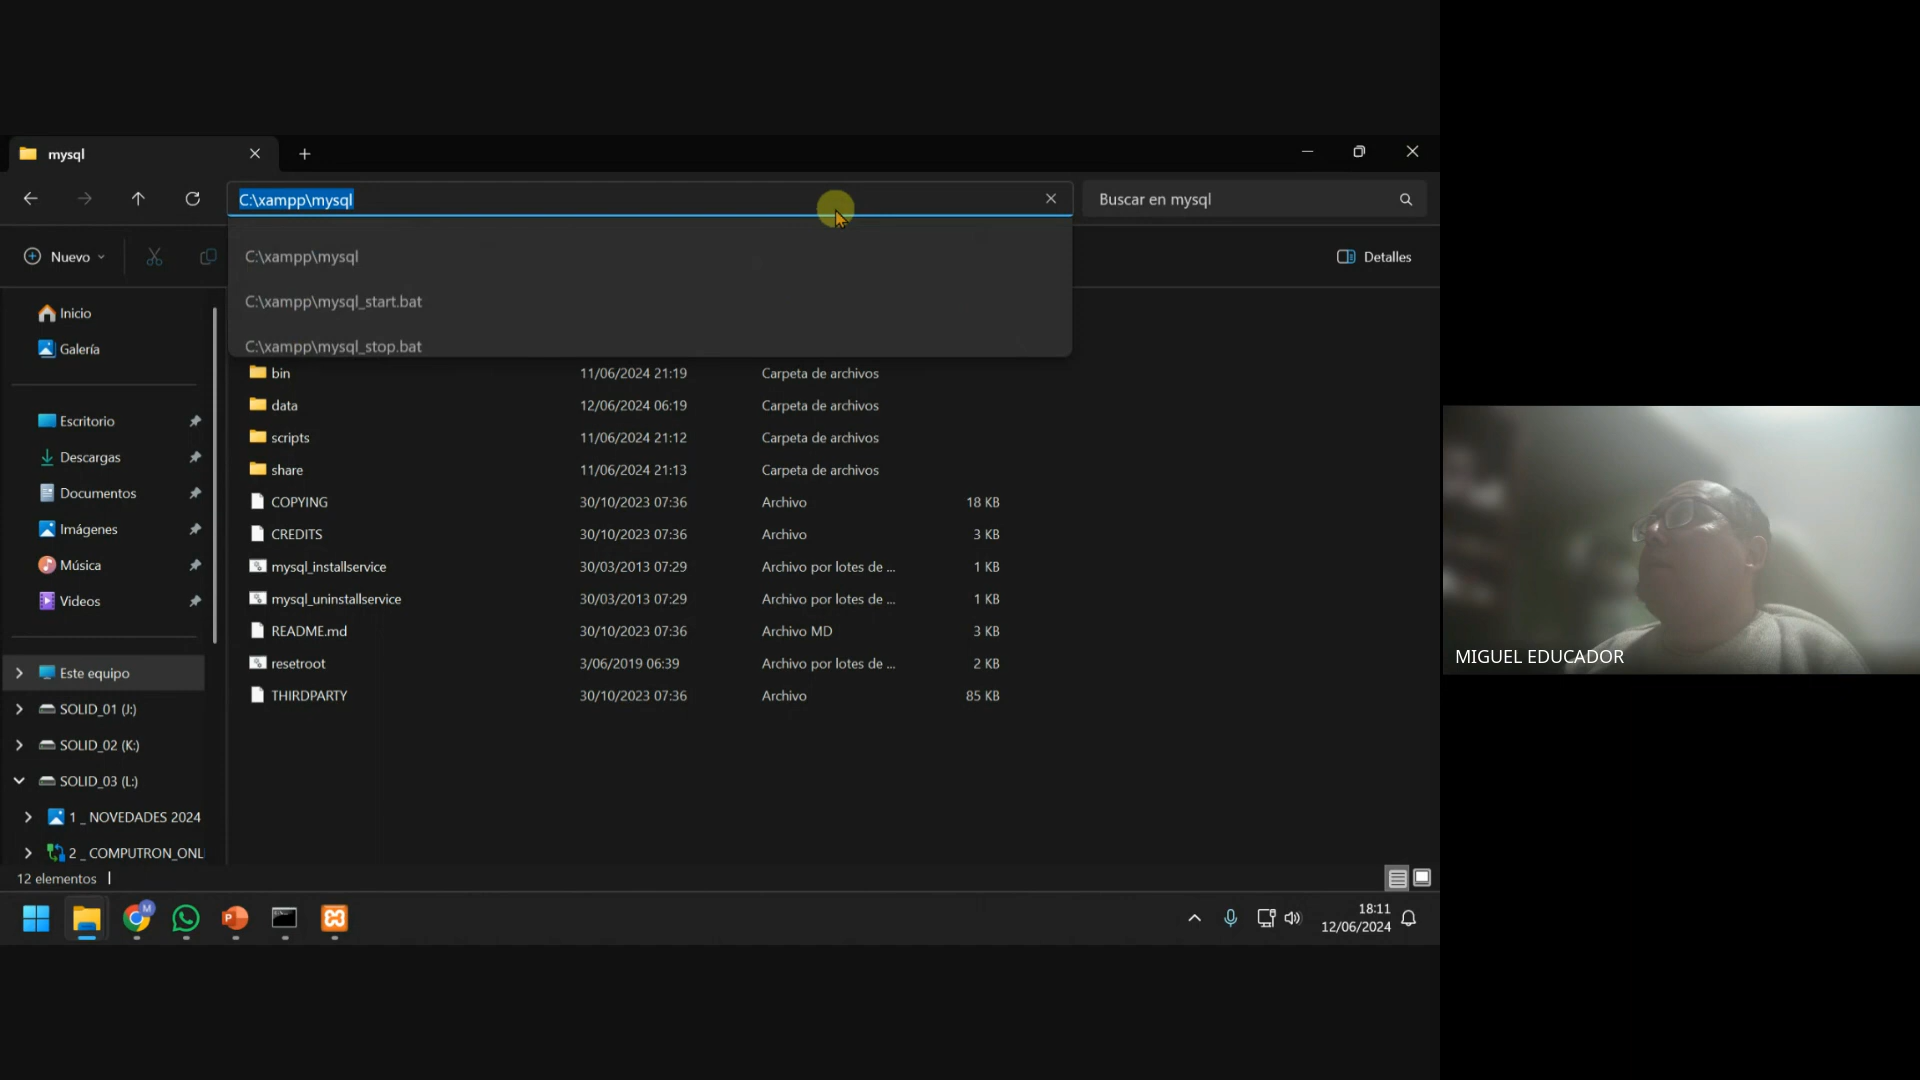 mysql
C:\xampp\mysql
Buscar en mysql
Nuevo
C:\xampp\mysql
C:\xampp\mysql_start.bat
C:\xampp\mysql_stop.bat
Detalles
Inicio
Galería
Escritorio
Descargas
Documentos
Imágenes
Música
Videos
Este equipo
SOLID_01 (J:)
SOLID_02 (K:)
SOLID_03 (L:)
1 _ NOVEDADES 2024
2 _ COMPUTRON_ONL
bin 11/06/2024 21:19 Carpeta de archivos
data 12/06/2024 06:19 Carpeta de archivos
scripts 11/06/2024 21:12 Carpeta de archivos
share 11/06/2024 21:13 Carpeta de archivos
COPYING 30/10/2023 07:36 Archivo 18 KB
CREDITS 30/10/2023 07:36 Archivo 3 KB
mysql_installservice 30/03/2013 07:29 Archivo por lotes de ... 1 KB
mysql_uninstallservice 30/03/2013 07:29 Archivo por lotes de ... 1 KB
README.md 30/10/2023 07:36 Archivo MD 3 KB
resetroot 3/06/2019 06:39 Archivo por lotes de ... 2 KB
THIRDPARTY 30/10/2023 07:36 Archivo 85 KB
12 elementos
18:11
12/06/2024
MIGUEL EDUCADOR